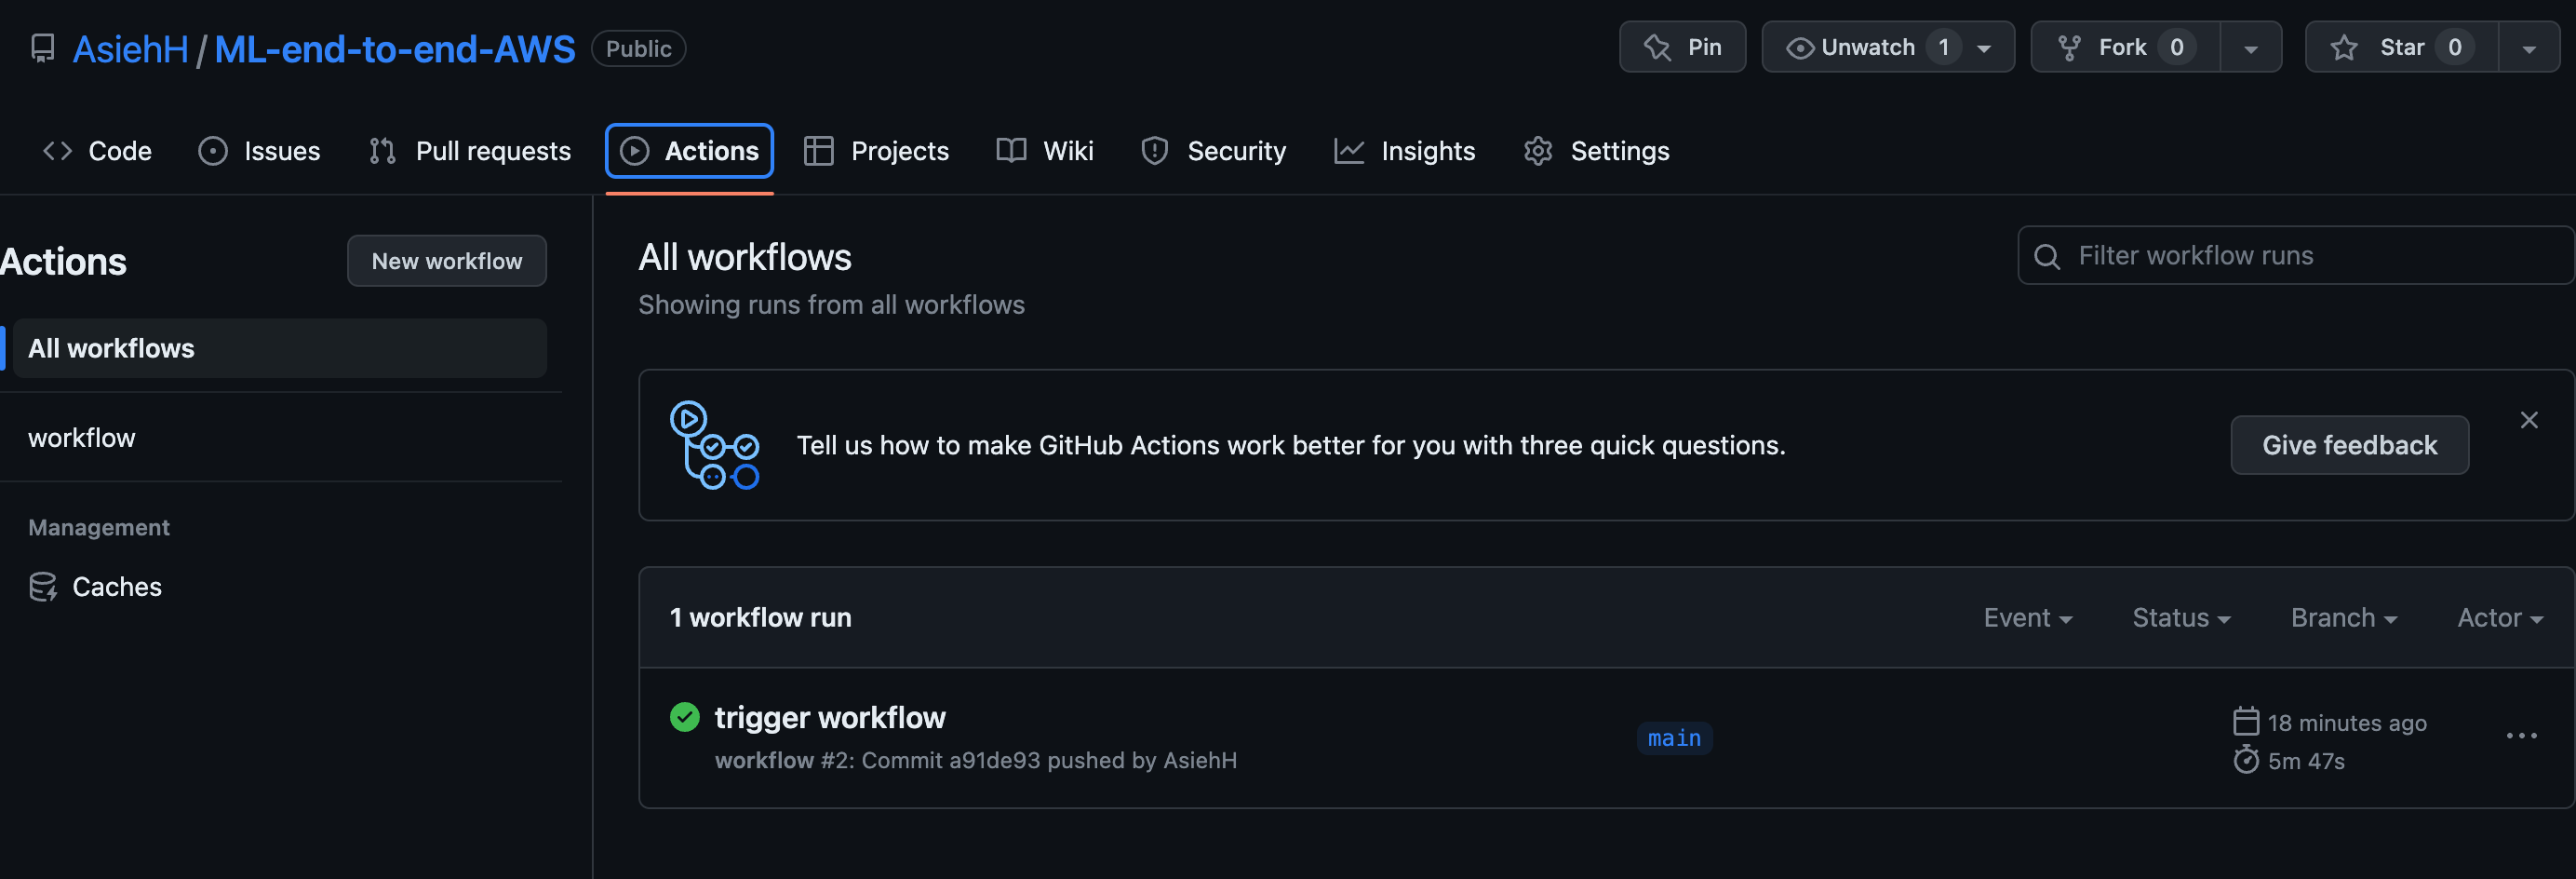 AsiehH / ML-end-to-end-AWS Public Pin Unwatch 1 Fork 0 Star 0
Code Issues Pull requests Actions Projects Wiki Security Insights Settings
Actions New workflow
All workflows
workflow
Management
Caches
All workflows
Showing runs from all workflows
Filter workflow runs
Tell us how to make GitHub Actions work better for you with three quick questions.
Give feedback
1 workflow run Event Status Branch Actor
trigger workflow
workflow #2: Commit a91de93 pushed by AsiehH
main
18 minutes ago
5m 47s